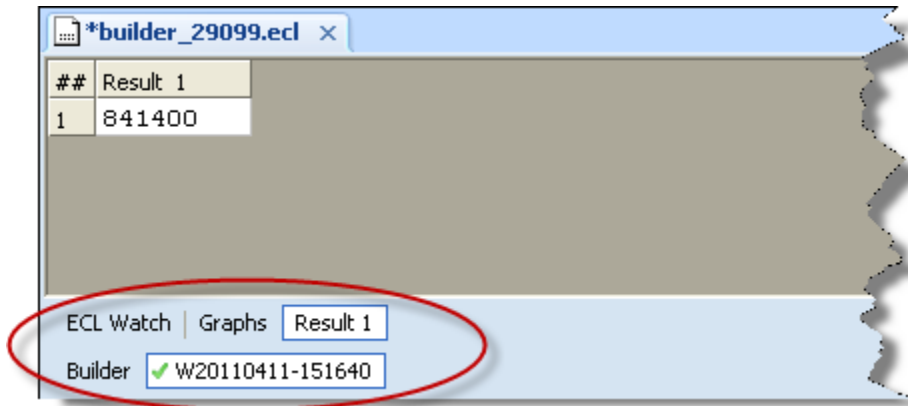 *builder_29099.ecl ×
## Result 1
1 841400
ECL Watch | Graphs Result 1
Builder ✓ W20110411-151640